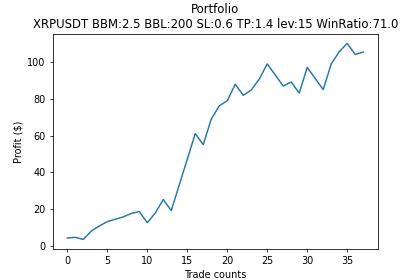 Portfolio
XRPUSDT BBM:2.5 BBL:200 SL:0.6 TP:1.4 lev:15 WinRatio:71.0
100
80
60
40
20
0
Profit ($)
0 5 10 15 20 25 30 35
Trade counts